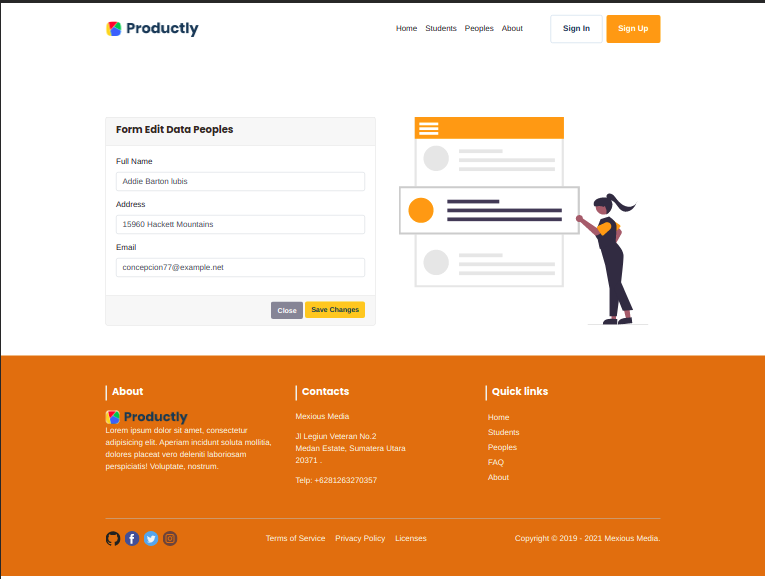 Productly
Home Students Peoples About
Sign In
Sign Up
Form Edit Data Peoples
Full Name
Addie Barton lubis
Address
15960 Hackett Mountains
Email
concepcion77@example.net
Close Save Changes
About
Productly
Lorem ipsum dolor sit amet, consectetur
adipisicing elit. Aperiam incidunt soluta mollitia,
dolores placeat vero deleniti laboriosam
perspiciatis! Voluptate, nostrum.
Contacts
Mexious Media
Jl Legiun Veteran No.2
Medan Estate, Sumatera Utara
20371 .
Telp: +6281263270357
Quick links
Home
Students
Peoples
FAQ
About
Terms of Service Privacy Policy Licenses
Copyright © 2019 - 2021 Mexious Media.